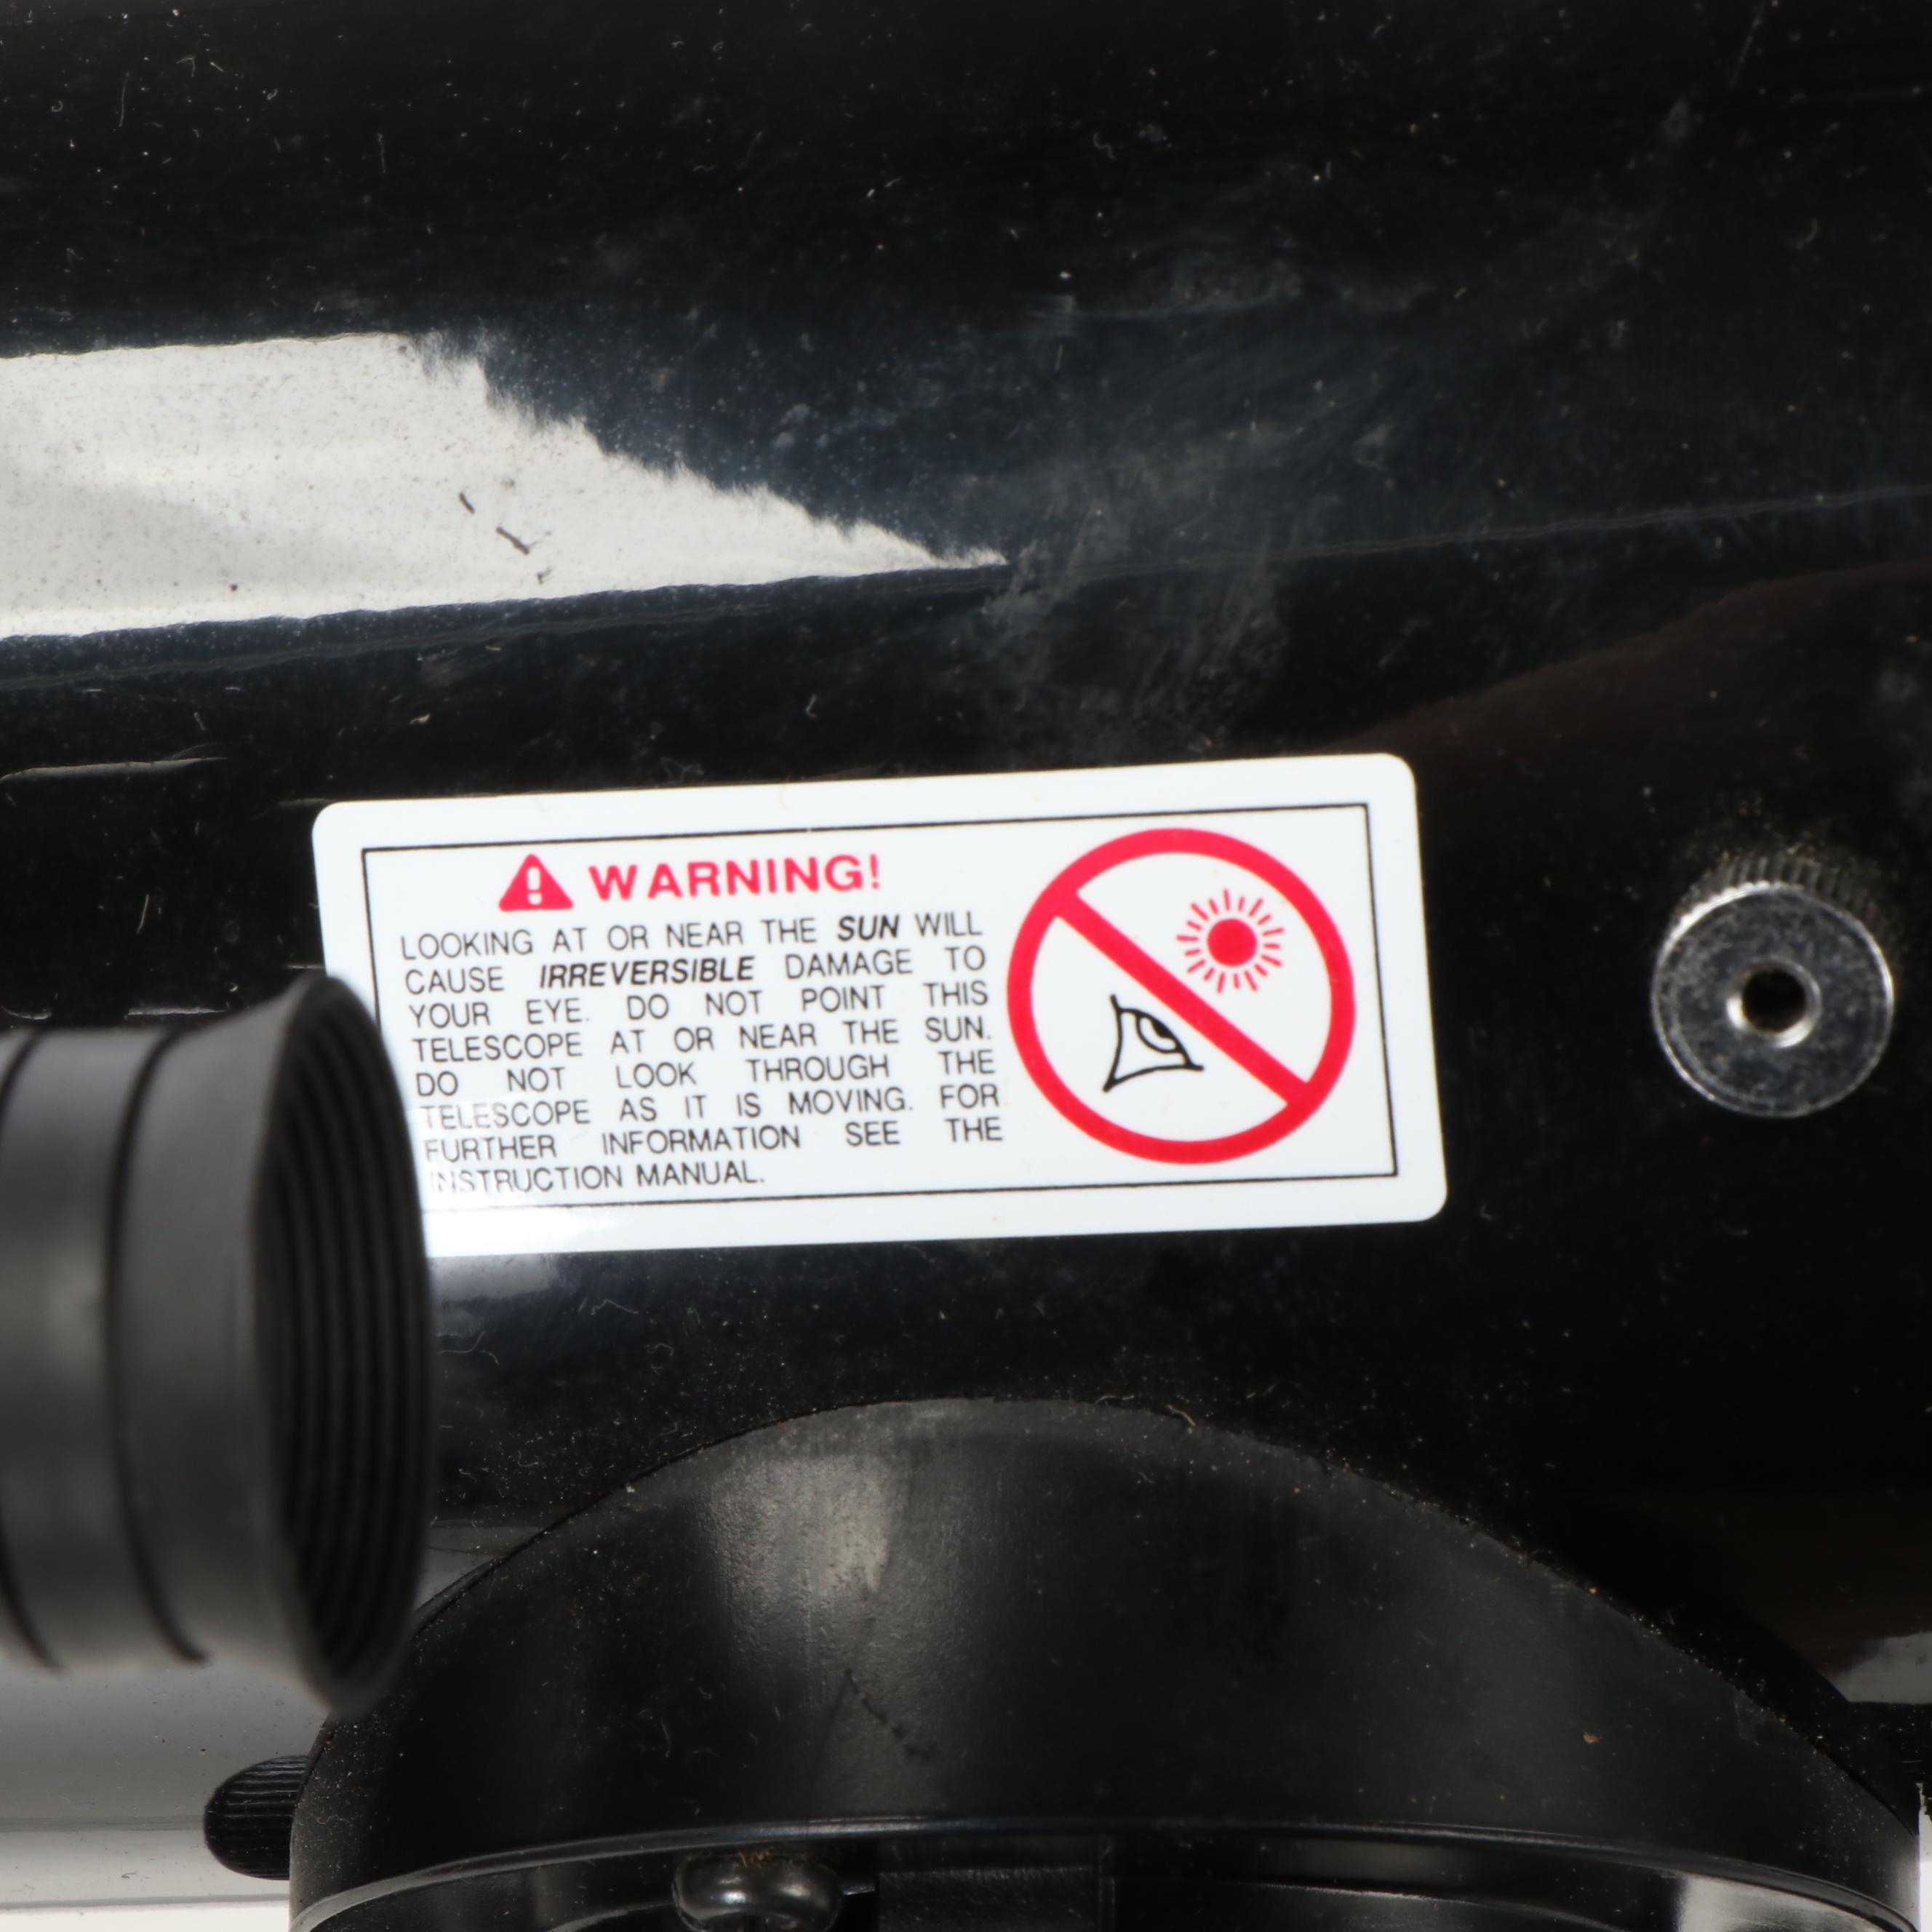 WARNING!
LOOKING AT OR NEAR THE SUN WILL
CAUSE IRREVERSIBLE DAMAGE TO
YOUR EYE. DO NOT POINT THIS
TELESCOPE AT OR NEAR THE SUN.
DO NOT LOOK THROUGH THE
TELESCOPE AS IT IS MOVING. FOR
FURTHER INFORMATION SEE THE
INSTRUCTION MANUAL.